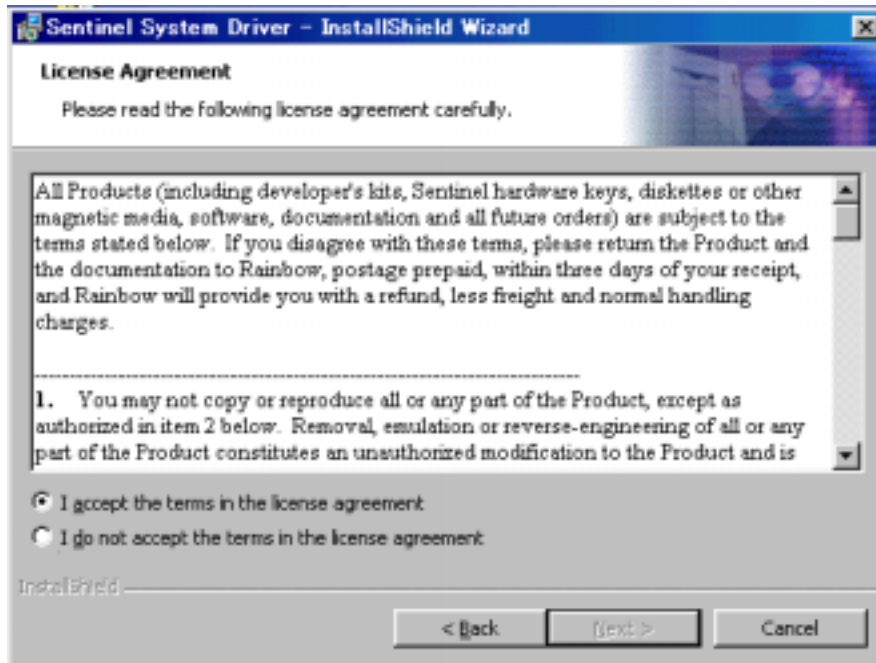 Sentinel System Driver - InstallShield Wizard
License Agreement
Please read the following license agreement carefully.
All Products (including developer's kits, Sentinel hardware keys, diskettes or other
magnetic media, software, documentation and all future orders) are subject to the
terms stated below. If you disagree with these terms, please return the Product and
the documentation to Rainbow, postage prepaid, within three days of your receipt,
and Rainbow will provide you with a refund, less freight and normal handling
charges.
1. You may not copy or reproduce all or any part of the Product, except as
authorized in item 2 below. Removal, emulation or reverse-engineering of all or any
part of the Product constitutes an unauthorized modification to the Product and is
I accept the terms in the license agreement
I do not accept the terms in the license agreement
InstallShield
< Back
Next >
Cancel